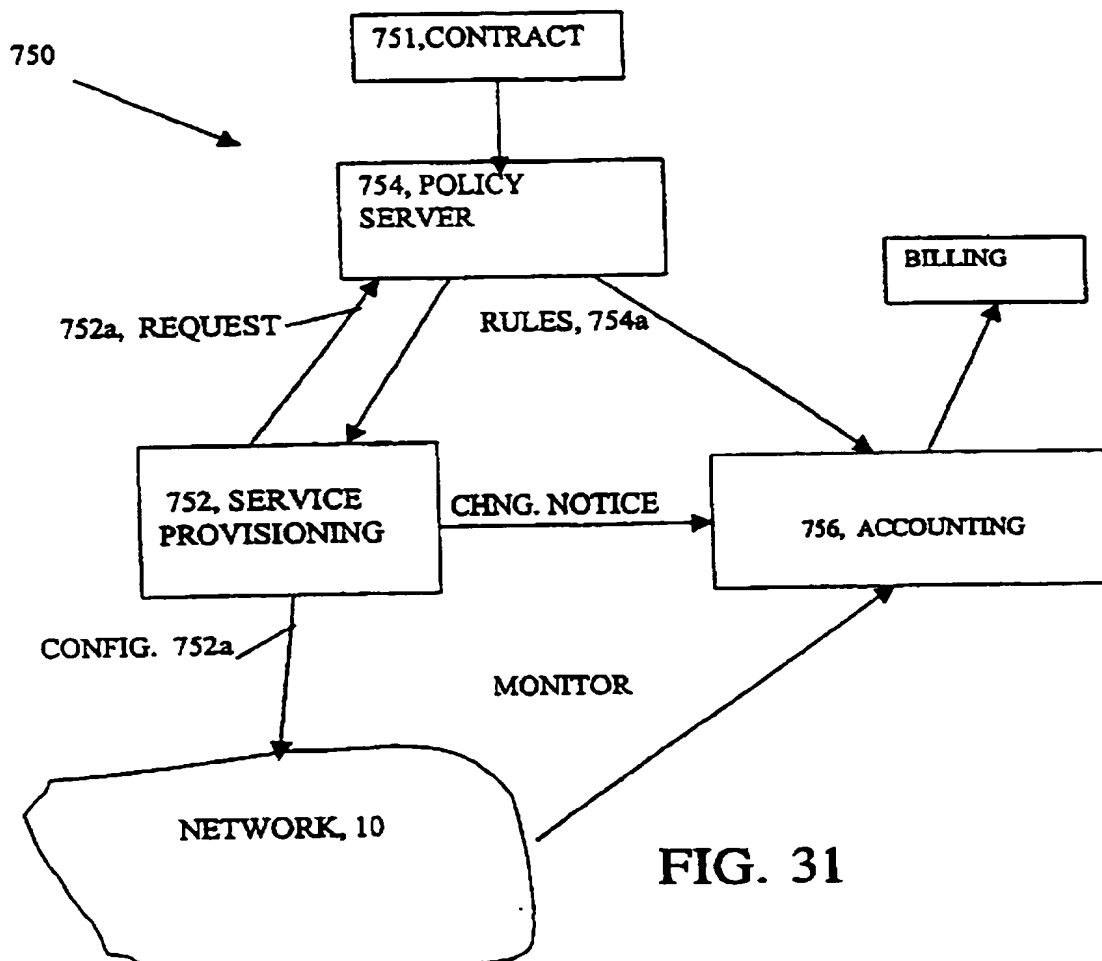 750
751,CONTRACT
754, POLICY
SERVER
BILLING
752a, REQUEST
RULES, 754a
752, SERVICE
PROVISIONING
CHNG. NOTICE
756, ACCOUNTING
CONFIG. 752a
MONITOR
NETWORK, 10
FIG. 31